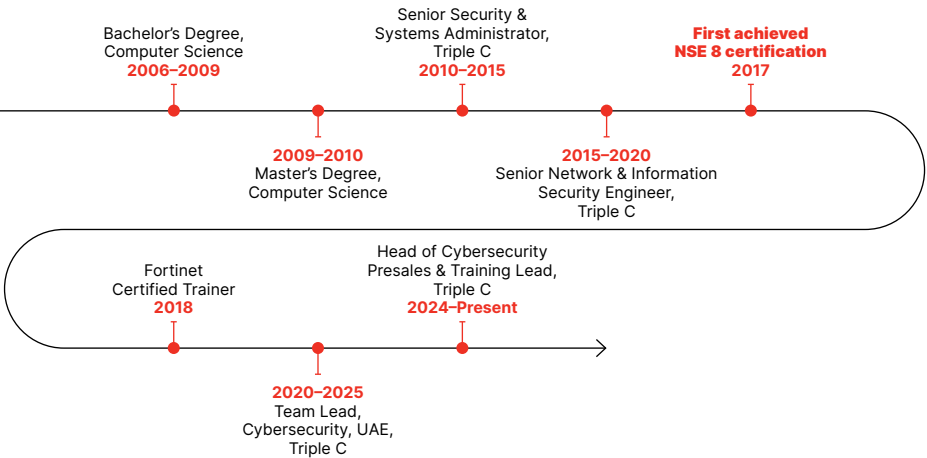 Bachelor’s Degree,
Computer Science
2006–2009
2009–2010
Master’s Degree,
Computer Science
Senior Security &
Systems Administrator,
Triple C
2010–2015
2015–2020
Senior Network & Information
Security Engineer,
Triple C
First achieved
NSE 8 certification
2017
Fortinet
Certified Trainer
2018
2020–2025
Team Lead,
Cybersecurity, UAE,
Triple C
Head of Cybersecurity
Presales & Training Lead,
Triple C
2024–Present